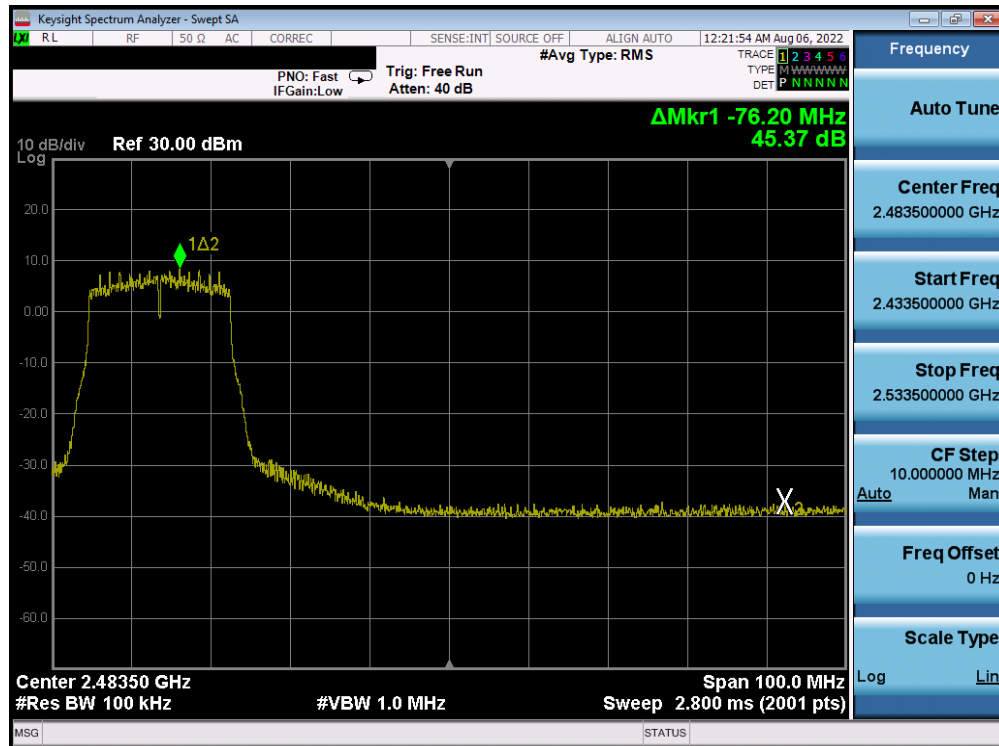 Keysight Spectrum Analyzer - Swept SA
LXI RL RF 50 Ω AC CORREC SENSE:INT SOURCE OFF ALIGN AUTO 12:21:54 AM Aug 06, 2022
#Avg Type: RMS
TRACE 1 2 3 4 5 6
TYPE M WWWWW
DET P N N N N N
PNO: Fast
IFGain:Low
Trig: Free Run
Atten: 40 dB
ΔMkr1 -76.20 MHz
45.37 dB
10 dB/div Ref 30.00 dBm
Log
20.0
10.0
0.00
-10.0
-20.0
-30.0
-40.0
-50.0
-60.0
1Δ2
X2
Center 2.48350 GHz Span 100.0 MHz
#Res BW 100 kHz #VBW 1.0 MHz Sweep 2.800 ms (2001 pts)
MSG STATUS
Frequency
Auto Tune
Center Freq
2.483500000 GHz
Start Freq
2.433500000 GHz
Stop Freq
2.533500000 GHz
CF Step
10.000000 MHz
Auto Man
Freq Offset
0 Hz
Scale Type
Log Lin